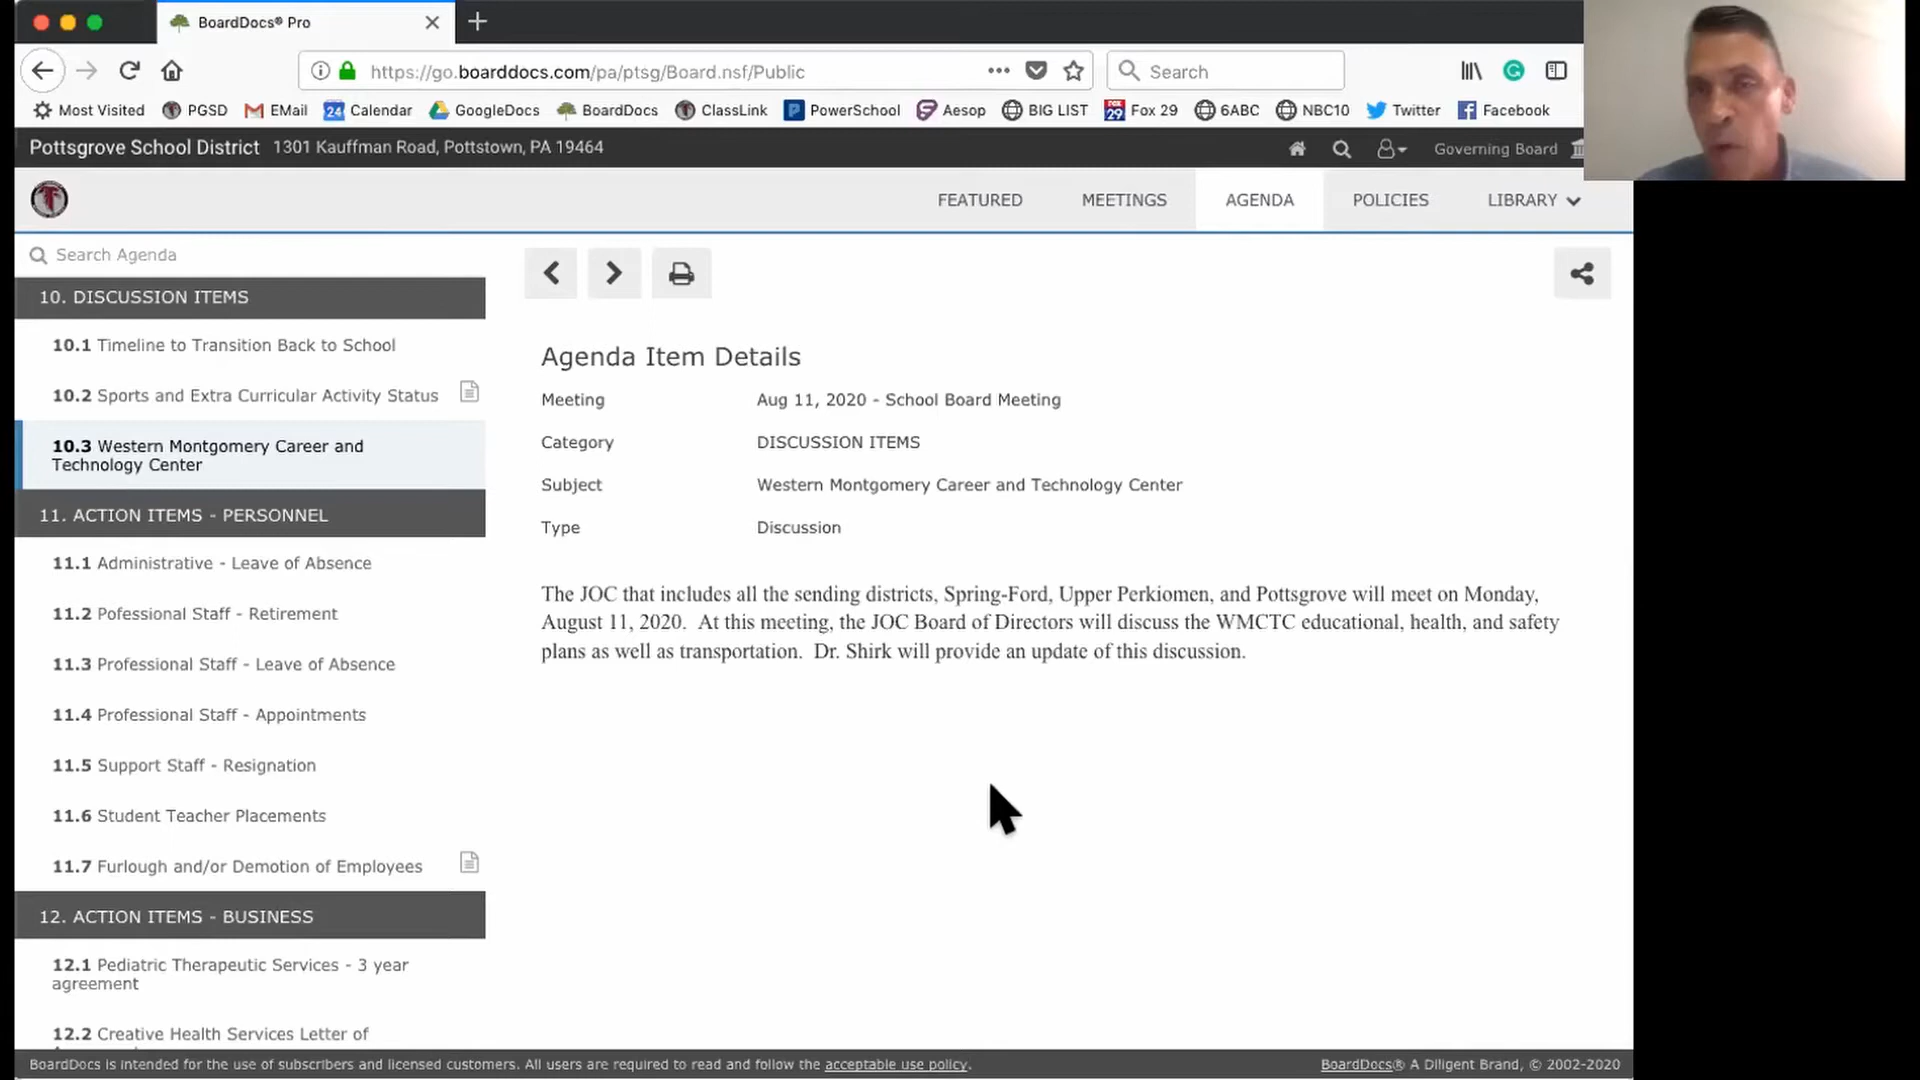 BoardDocs® Pro
https://go.boarddocs.com/pa/ptsg/Board.nsf/Public
Search
Most Visited PGSD EMail 24 Calendar GoogleDocs BoardDocs ClassLink PowerSchool Aesop BIG LIST FOX 29 Fox 29 6ABC NBC10 Twitter Facebook
Pottsgrove School District 1301 Kauffman Road, Pottstown, PA 19464
Governing Board
FEATURED MEETINGS AGENDA POLICIES LIBRARY
Search Agenda
10. DISCUSSION ITEMS
10.1 Timeline to Transition Back to School
10.2 Sports and Extra Curricular Activity Status
10.3 Western Montgomery Career and
Technology Center
11. ACTION ITEMS - PERSONNEL
11.1 Administrative - Leave of Absence
11.2 Pofessional Staff - Retirement
11.3 Professional Staff - Leave of Absence
11.4 Professional Staff - Appointments
11.5 Support Staff - Resignation
11.6 Student Teacher Placements
11.7 Furlough and/or Demotion of Employees
12. ACTION ITEMS - BUSINESS
12.1 Pediatric Therapeutic Services - 3 year
agreement
12.2 Creative Health Services Letter of
Agenda Item Details
Meeting Aug 11, 2020 - School Board Meeting
Category DISCUSSION ITEMS
Subject Western Montgomery Career and Technology Center
Type Discussion
The JOC that includes all the sending districts, Spring-Ford, Upper Perkiomen, and Pottsgrove will meet on Monday,
August 11, 2020. At this meeting, the JOC Board of Directors will discuss the WMCTC educational, health, and safety
plans as well as transportation. Dr. Shirk will provide an update of this discussion.
BoardDocs is intended for the use of subscribers and licensed customers. All users are required to read and follow the acceptable use policy.
BoardDocs® A Diligent Brand, © 2002-2020